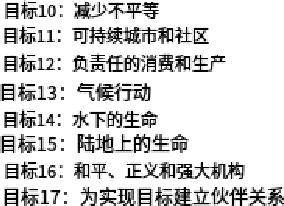 目标10：减少不平等
目标11：可持续城市和社区
目标12：负责任的消费和生产
目标13：气候行动
目标14：水下的生命
目标15：陆地上的生命
目标16：和平、正义和强大机构
目标17：为实现目标建立伙伴关系